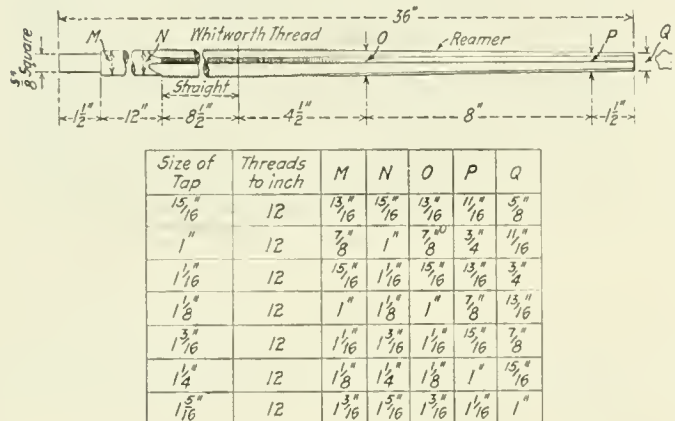 36"
M N Whitworth Thread O Reamer P Q
5/8" Square
Straight
1 1/2" 12" 8 1/2" 4 1/2" 8" 1 1/2"
Size of Tap Threads to inch M N O P Q
15/16" 12 13/16" 15/16" 13/16" 11/16" 5/8"
1" 12 7/8" 1" 7/8" 3/4" 11/16"
1 1/16" 12 15/16" 1 1/16" 15/16" 13/16" 3/4"
1 1/8" 12 1" 1 1/8" 1" 7/8" 13/16"
1 3/16" 12 1 1/16" 1 3/16" 1 1/16" 15/16" 7/8"
1 1/4" 12 1 1/8" 1 1/4" 1 1/8" 1" 15/16"
1 5/16" 12 1 3/16" 1 5/16" 1 3/16" 1 1/16" 1"